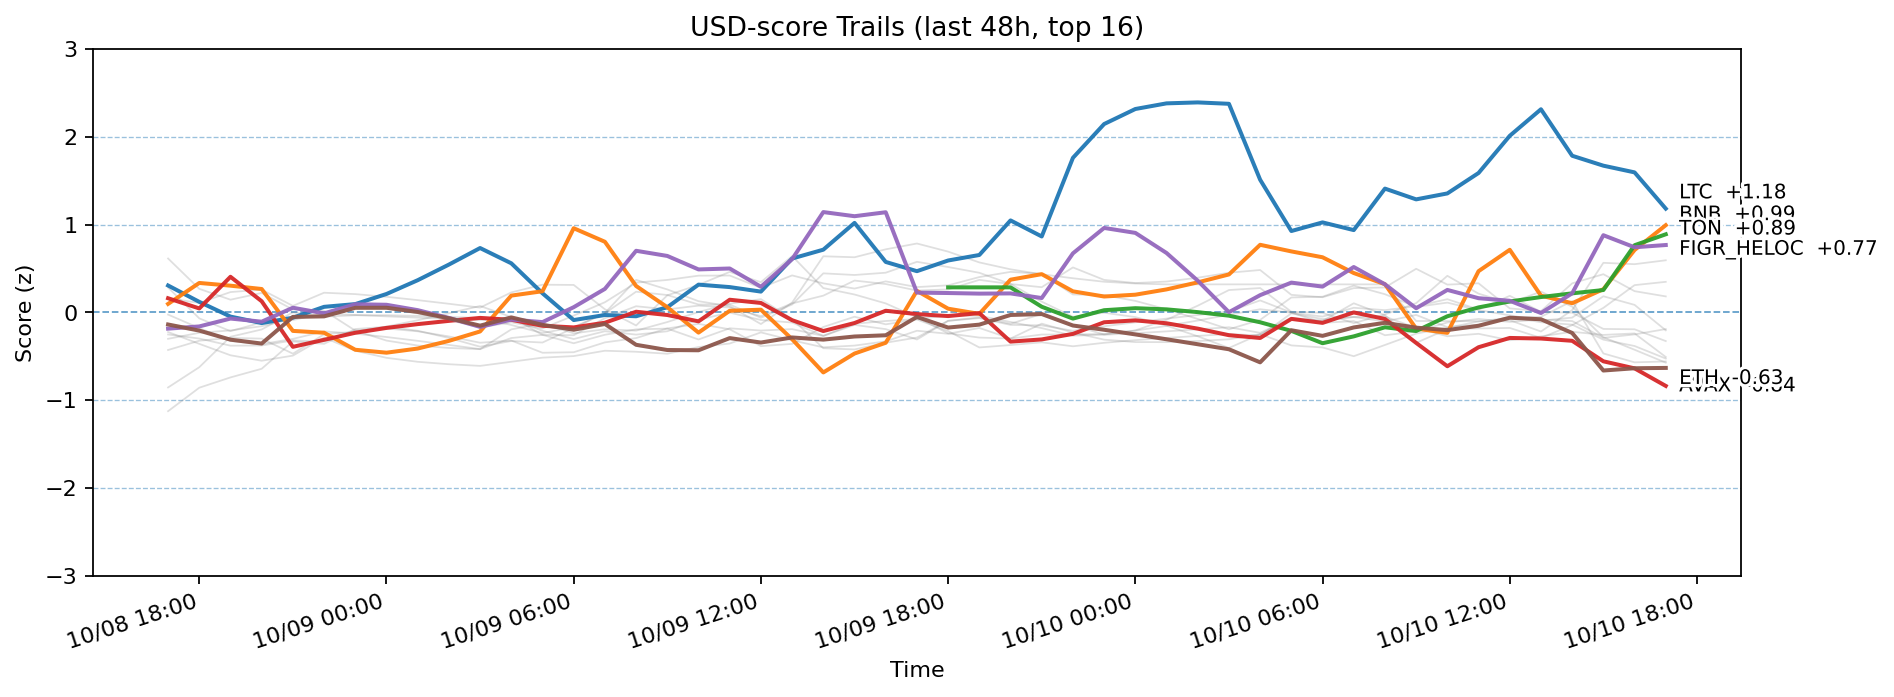 USD-score Trails (last 48h, top 16)
Score (z)
3
2
1
0
−1
−2
−3
LTC +1.18
BNB +0.99
TON +0.89
FIGR_HELOC +0.77
ETH -0.63
AVAX -0.84
10/08 18:00
10/09 00:00
10/09 06:00
10/09 12:00
10/09 18:00
10/10 00:00
10/10 06:00
10/10 12:00
10/10 18:00
Time